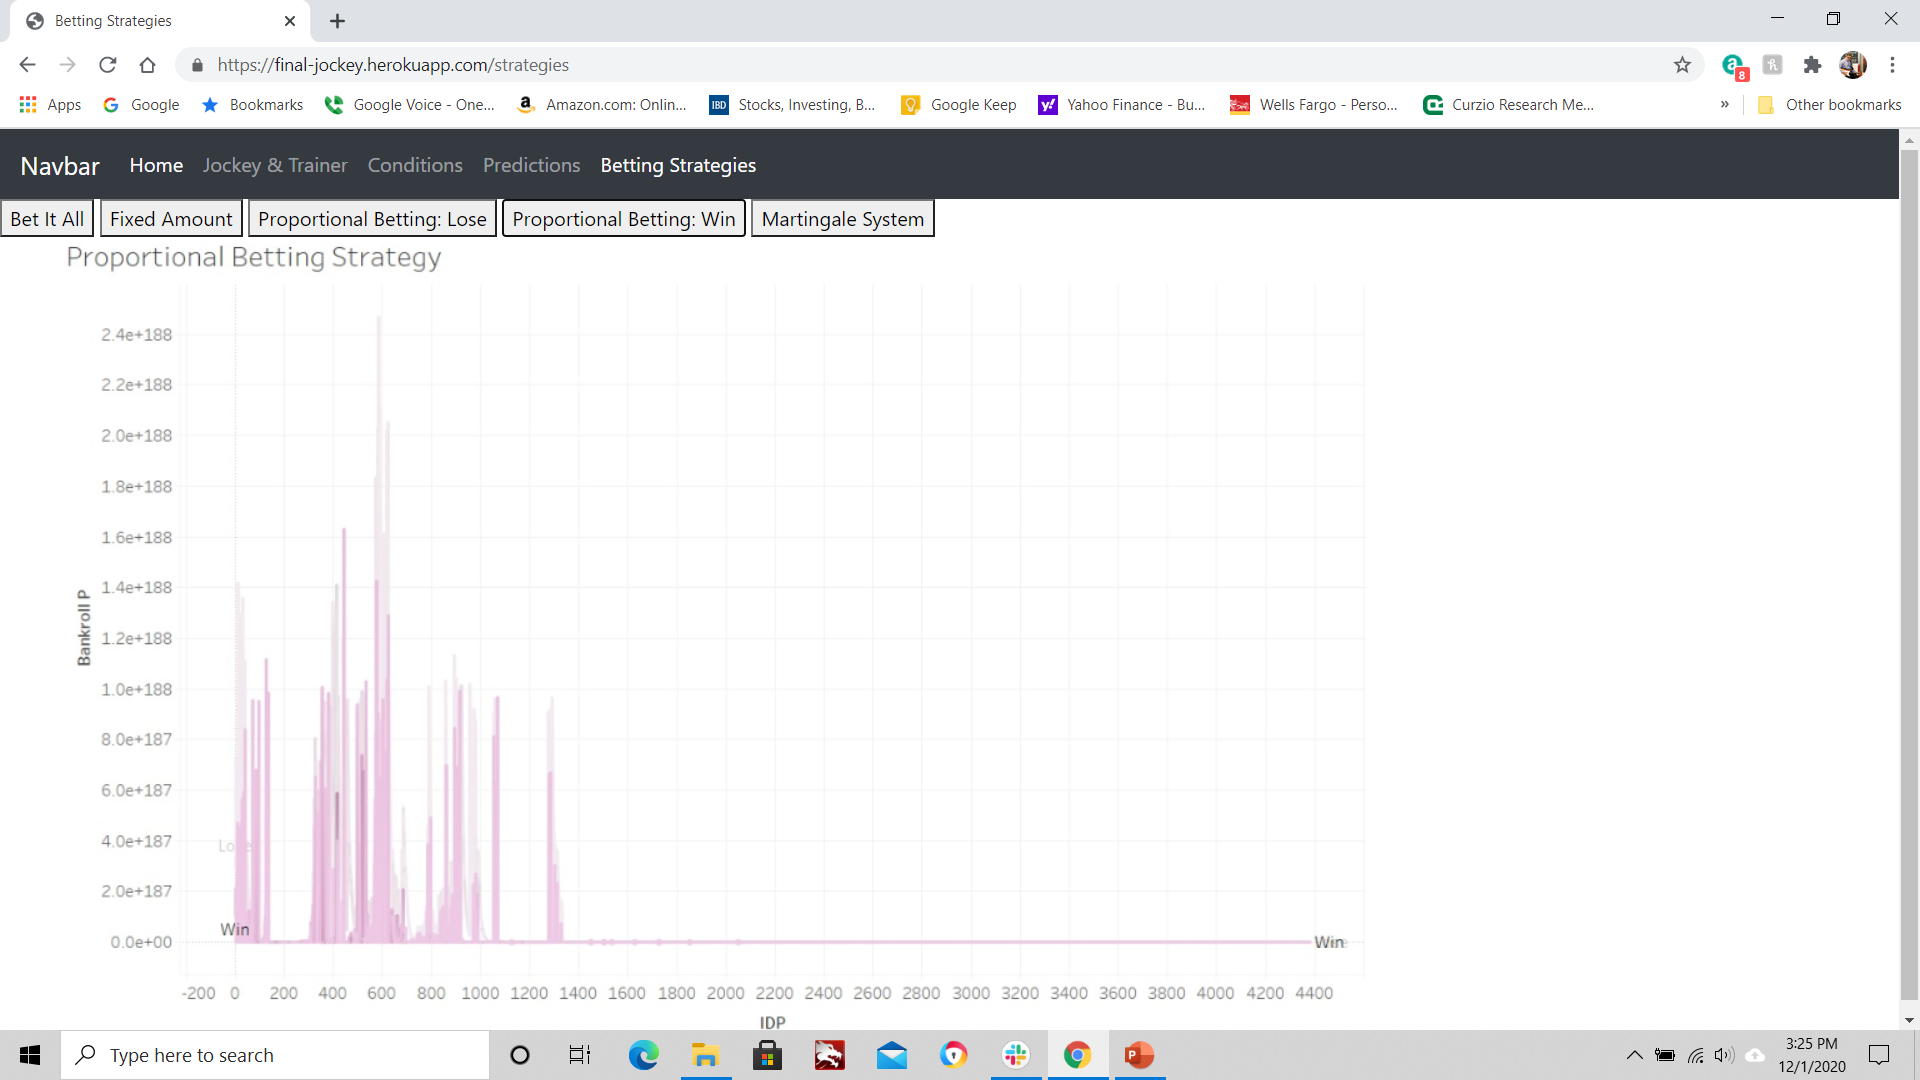 Betting Strategies
https://final-jockey.herokuapp.com/strategies
8
Apps Google Bookmarks Google Voice - One... Amazon.com: Onlin... IBD Stocks, Investing, B... Google Keep Yahoo Finance - Bu... Wells Fargo - Perso... Curzio Research Me... » Other bookmarks
Navbar Home Jockey & Trainer Conditions Predictions Betting Strategies
Bet It All Fixed Amount Proportional Betting: Lose Proportional Betting: Win Martingale System
Proportional Betting Strategy
2.4e+188
2.2e+188
2.0e+188
1.8e+188
1.6e+188
1.4e+188
1.2e+188
1.0e+188
8.0e+187
6.0e+187
4.0e+187
2.0e+187
0.0e+00
Bankroll P
Win
Win
-200 0 200 400 600 800 1000 1200 1400 1600 1800 2000 2200 2400 2600 2800 3000 3200 3400 3600 3800 4000 4200 4400
IDP
Type here to search
3:25 PM
12/1/2020